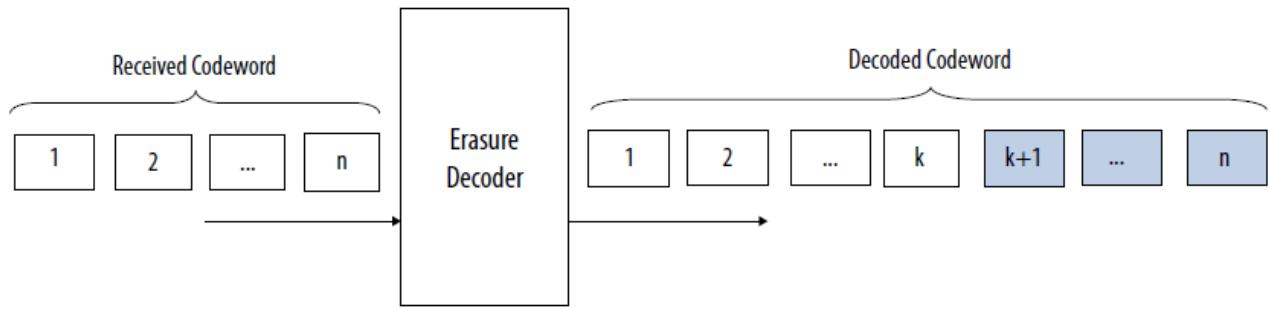 Received Codeword
1 2 ... n
Erasure
Decoder
Decoded Codeword
1 2 ... k k+1 ... n